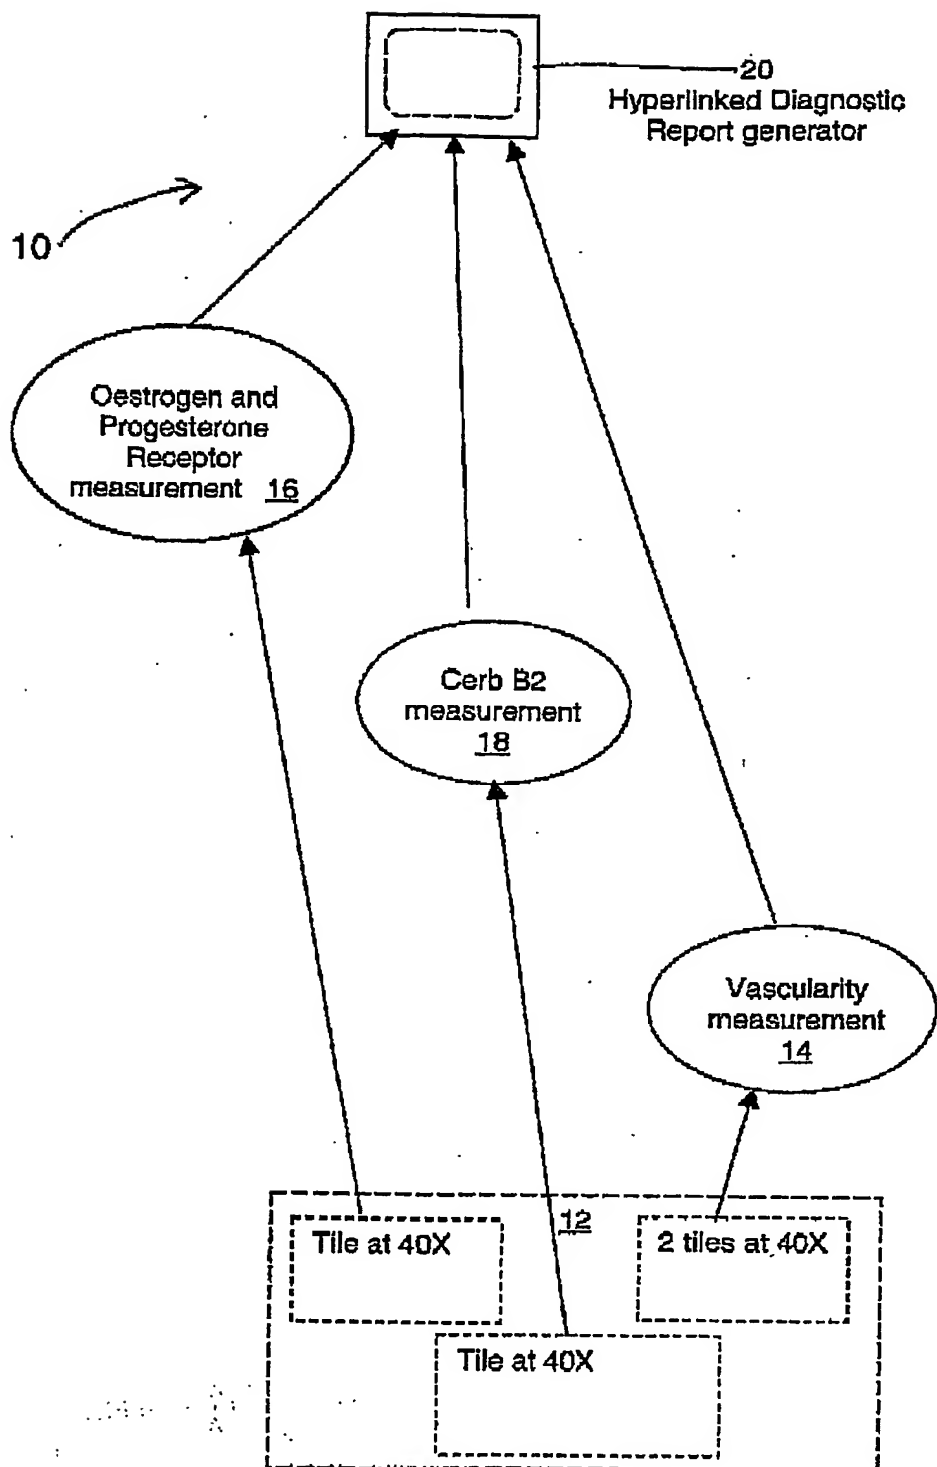 20
Hyperlinked Diagnostic
Report generator
10
Oestrogen and
Progesterone
Receptor
measurement 16
Cerb B2
measurement
18
Vascularity
measurement
14
12
Tile at 40X
2 tiles at 40X
Tile at 40X